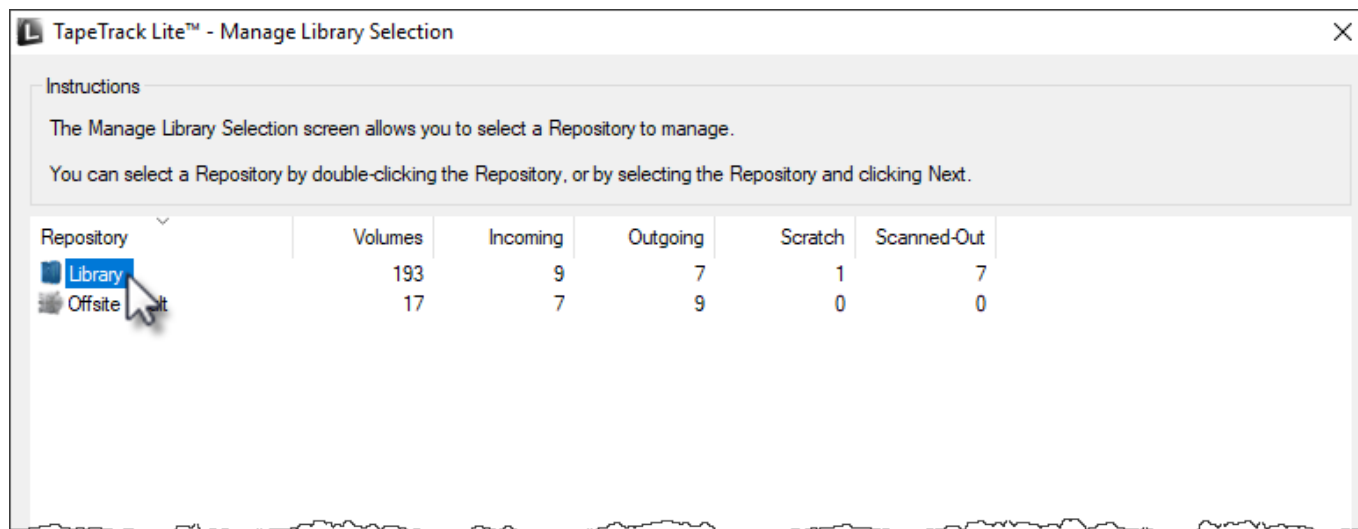 TapeTrack Lite™ - Manage Library Selection
Instructions
The Manage Library Selection screen allows you to select a Repository to manage.
You can select a Repository by double-clicking the Repository, or by selecting the Repository and clicking Next.
Repository Volumes Incoming Outgoing Scratch Scanned-Out
Library 193 9 7 1 7
Offsite 17 7 9 0 0